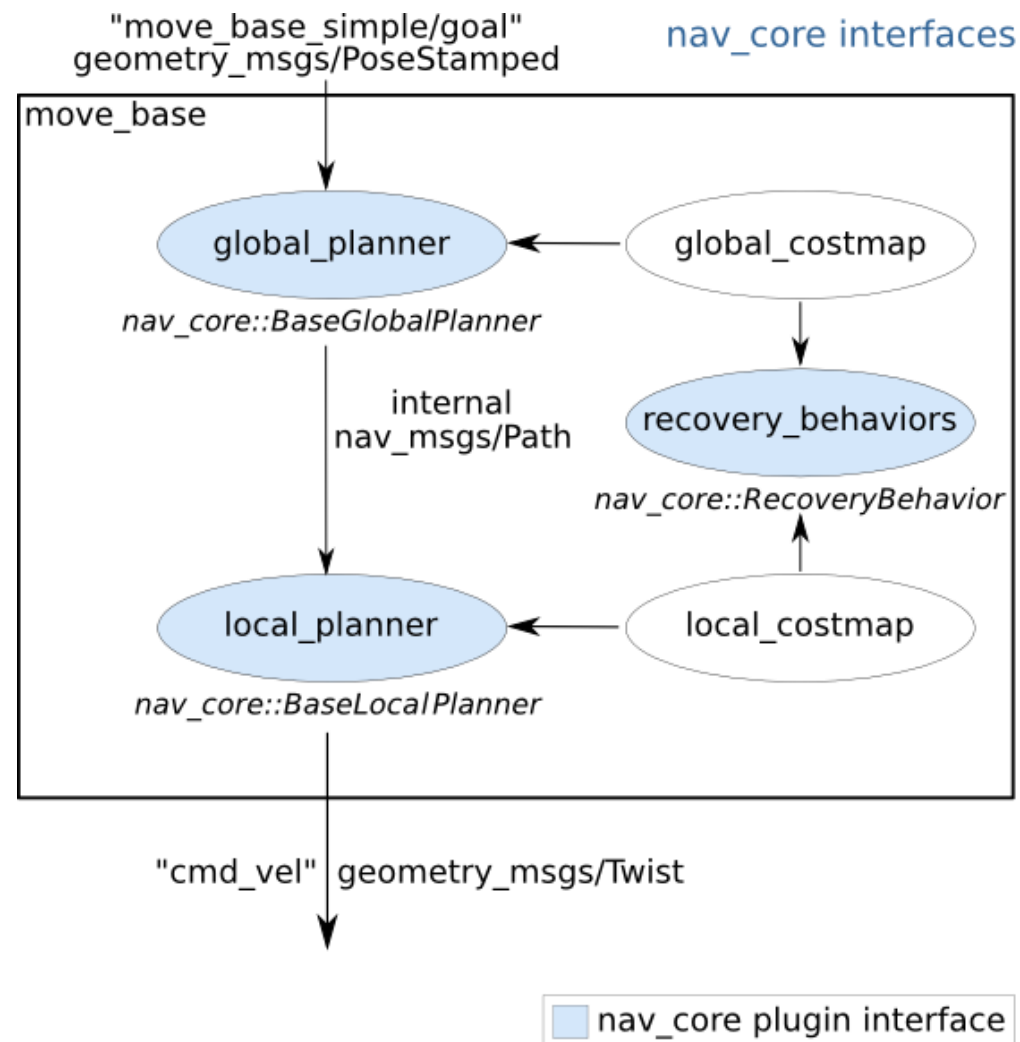 "move_base_simple/goal"
geometry_msgs/PoseStamped
nav_core interfaces
move_base
global_planner
global_costmap
nav_core::BaseGlobalPlanner
internal
nav_msgs/Path
recovery_behaviors
nav_core::RecoveryBehavior
local_planner
local_costmap
nav_core::BaseLocalPlanner
"cmd_vel" geometry_msgs/Twist
nav_core plugin interface